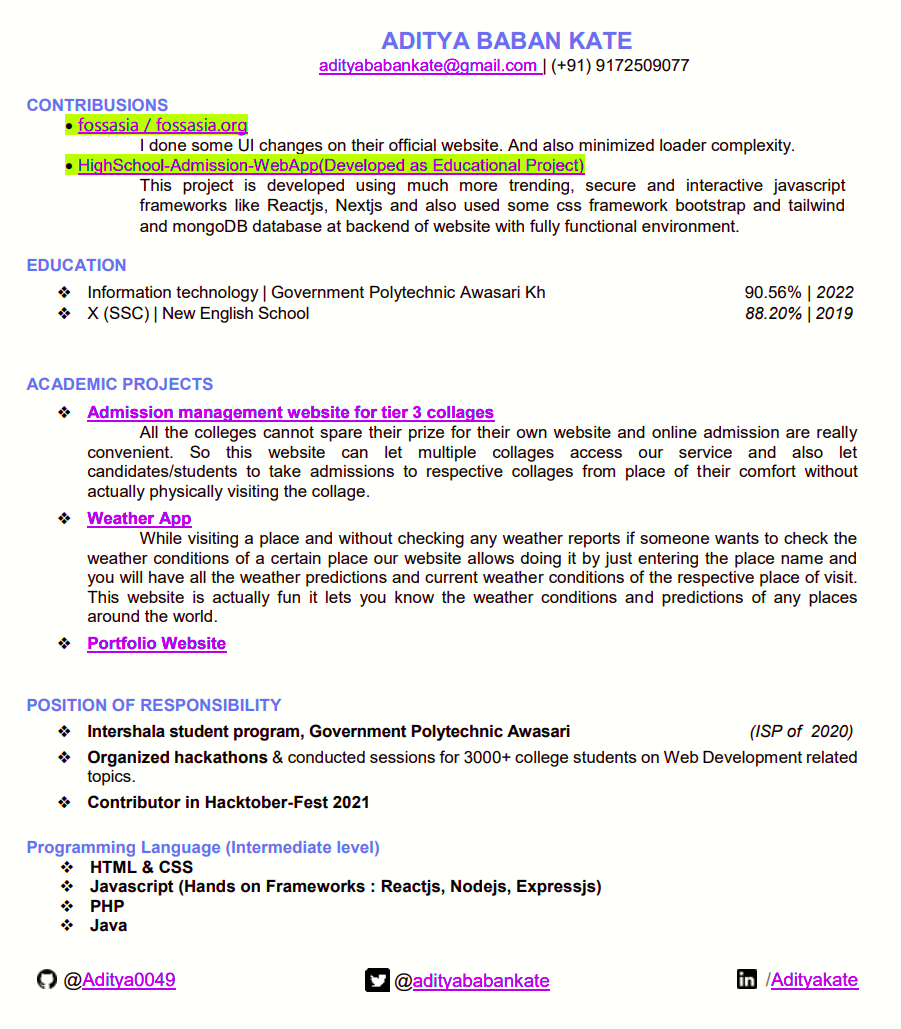 ADITYA BABAN KATE
adityababankate@gmail.com | (+91) 9172509077
CONTRIBUSIONS
• fossasia / fossasia.org
I done some UI changes on their official website. And also minimized loader complexity.
• HighSchool-Admission-WebApp(Developed as Educational Project)
This project is developed using much more trending, secure and interactive javascript
frameworks like Reactjs, Nextjs and also used some css framework bootstrap and tailwind
and mongoDB database at backend of website with fully functional environment.
EDUCATION
❖ Information technology | Government Polytechnic Awasari Kh 90.56% | 2022
❖ X (SSC) | New English School 88.20% | 2019
ACADEMIC PROJECTS
❖ Admission management website for tier 3 collages
All the colleges cannot spare their prize for their own website and online admission are really
convenient. So this website can let multiple collages access our service and also let
candidates/students to take admissions to respective collages from place of their comfort without
actually physically visiting the collage.
❖ Weather App
While visiting a place and without checking any weather reports if someone wants to check the
weather conditions of a certain place our website allows doing it by just entering the place name and
you will have all the weather predictions and current weather conditions of the respective place of visit.
This website is actually fun it lets you know the weather conditions and predictions of any places
around the world.
❖ Portfolio Website
POSITION OF RESPONSIBILITY
❖ Intershala student program, Government Polytechnic Awasari (ISP of 2020)
❖ Organized hackathons & conducted sessions for 3000+ college students on Web Development related
topics.
❖ Contributor in Hacktober-Fest 2021
Programming Language (Intermediate level)
❖ HTML & CSS
❖ Javascript (Hands on Frameworks : Reactjs, Nodejs, Expressjs)
❖ PHP
❖ Java
@Aditya0049 @adityababankate in /Adityakate